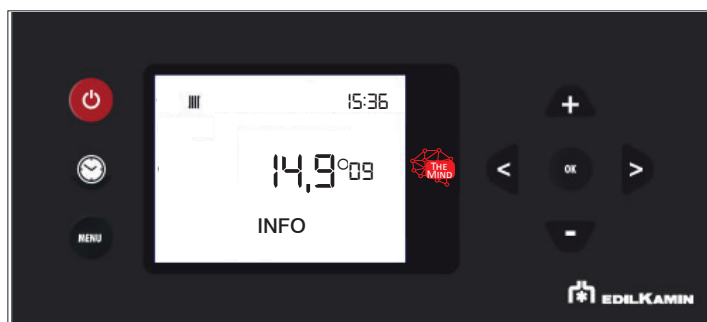 15:36
14,9°09
INFO
THE
MIND
MENU
+
< OK >
-
EDILKAMIN